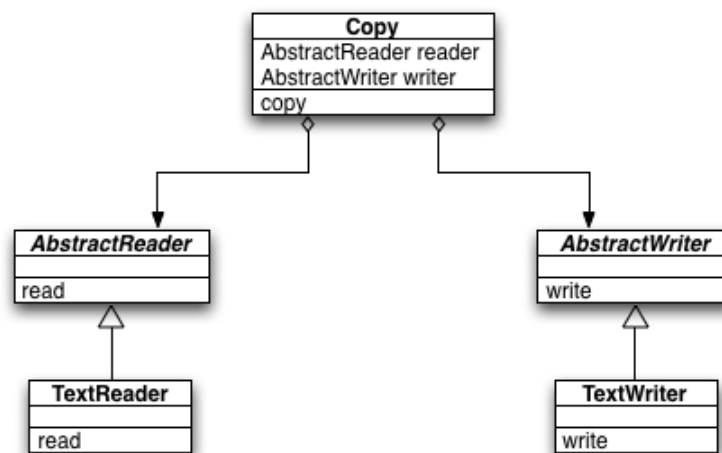 Copy
AbstractReader reader
AbstractWriter writer
copy
AbstractReader
read
AbstractWriter
write
TextReader
read
TextWriter
write